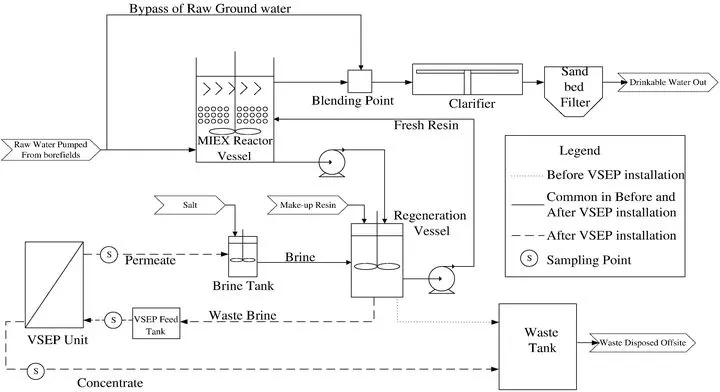 Bypass of Raw Ground water
Sand
bed
Filter
Drinkable Water Out
Blending Point
Clarifier
Fresh Resin
MIEX Reactor
Vessel
Raw Water Pumped
From borefields
Legend
Before VSEP installation
Common in Before and
After VSEP installation
After VSEP installation
S
Sampling Point
Salt
Make-up Resin
Regeneration
Vessel
S
Permeate
Brine
Brine Tank
Waste Brine
S
VSEP Feed
Tank
VSEP Unit
Waste
Tank
Waste Disposed Offsite
S
Concentrate